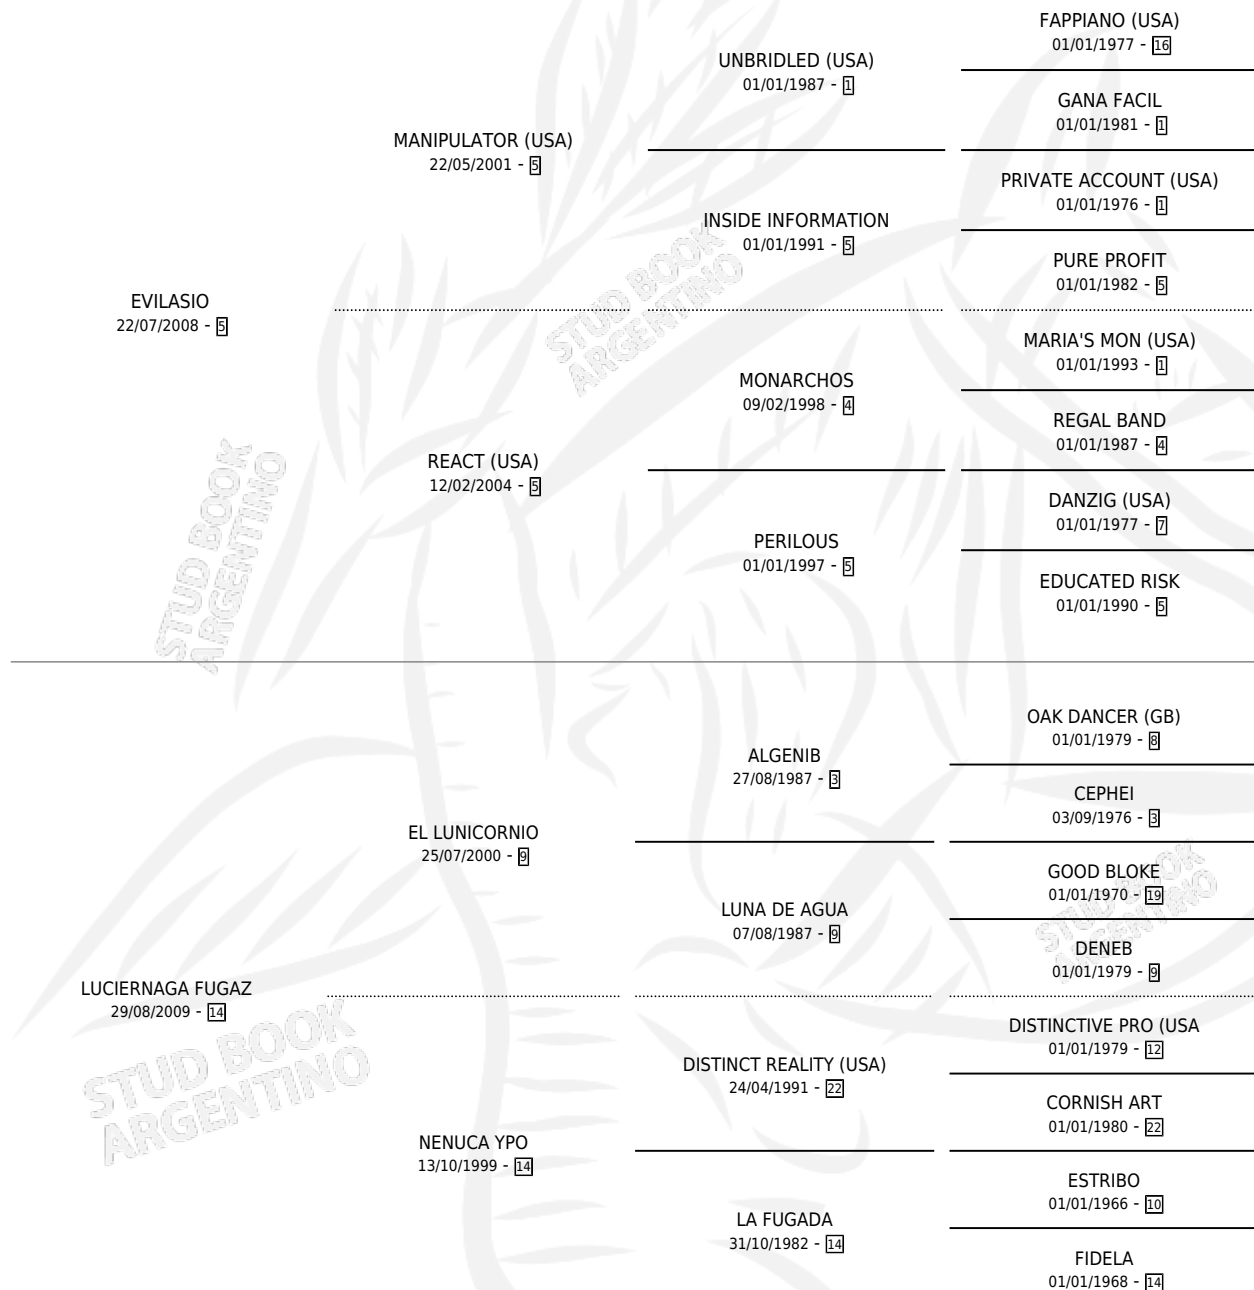 FAPPIANO (USA)
01/01/1977 - 16
UNBRIDLED (USA)
01/01/1987 - 1
GANA FACIL
01/01/1981 - 1
MANIPULATOR (USA)
22/05/2001 - 5
PRIVATE ACCOUNT (USA)
01/01/1976 - 1
INSIDE INFORMATION
01/01/1991 - 5
PURE PROFIT
01/01/1982 - 5
EVILASIO
22/07/2008 - 5
STUD BOOK
ARGENTINO
MARIA'S MON (USA)
01/01/1993 - 1
MONARCHOS
09/02/1998 - 4
REGAL BAND
01/01/1987 - 4
REACT (USA)
12/02/2004 - 5
DANZIG (USA)
01/01/1977 - 7
PERILOUS
01/01/1997 - 5
EDUCATED RISK
01/01/1990 - 5
STUD BOOK
ARGENTINO
OAK DANCER (GB)
01/01/1979 - 8
ALGENIB
27/08/1987 - 3
CEPHEI
03/09/1976 - 3
EL LUNICORNIO
25/07/2000 - 9
GOOD BLOKE
01/01/1970 - 19
LUNA DE AGUA
07/08/1987 - 9
DENEB
01/01/1979 - 9
STUD BOOK
ARGENTINO
LUCIERNAGA FUGAZ
29/08/2009 - 14
DISTINCTIVE PRO (USA
01/01/1979 - 12
DISTINCT REALITY (USA)
24/04/1991 - 22
CORNISH ART
01/01/1980 - 22
NENUCA YPO
13/10/1999 - 14
ESTRIBO
01/01/1966 - 10
LA FUGADA
31/10/1982 - 14
FIDELA
01/01/1968 - 14
STUD BOOK
ARGENTINO